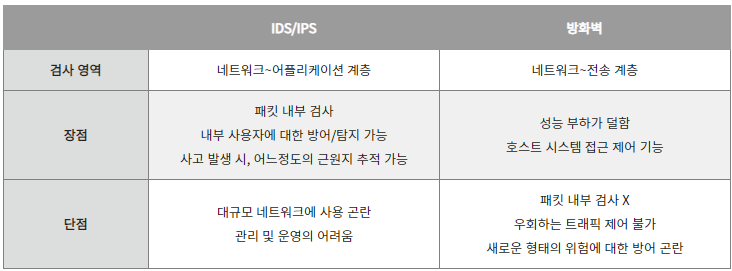 IDS/IPS 방화벽
검사 영역 네트워크~어플리케이션 계층 네트워크~전송 계층
장점
패킷 내부 검사
내부 사용자에 대한 방어/탐지 가능
사고 발생 시, 어느정도의 근원지 추적 가능
성능 부하가 덜함
호스트 시스템 접근 제어 기능
단점
대규모 네트워크에 사용 곤란
관리 및 운영의 어려움
패킷 내부 검사 X
우회하는 트래픽 제어 불가
새로운 형태의 위험에 대한 방어 곤란